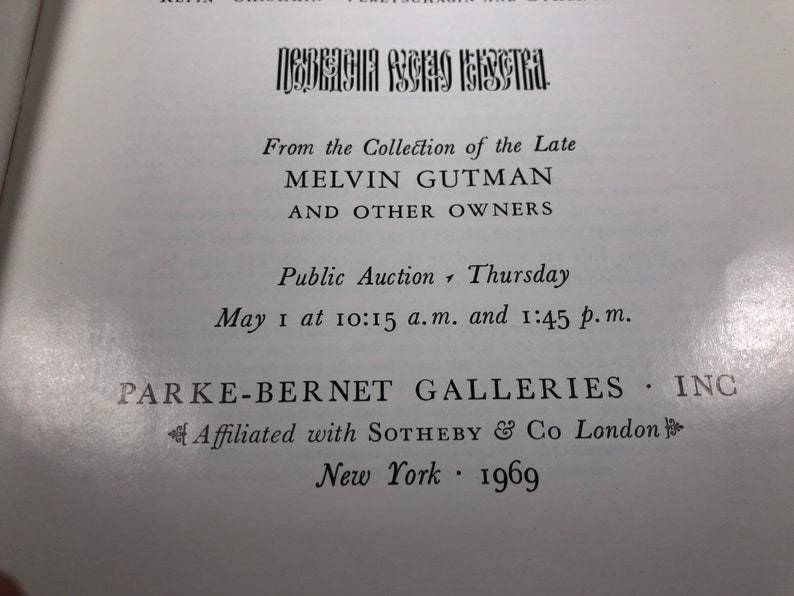 From the Collection of the Late
MELVIN GUTMAN
AND OTHER OWNERS
Public Auction Thursday
May 1 at 10:15 a.m. and 1:45 p.m.
PARKE-BERNET GALLERIES · INC
Affiliated with SOTHEBY & CO London
New York · 1969